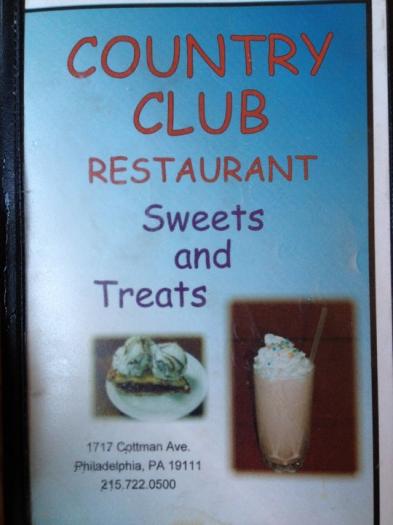 COUNTRY
CLUB
RESTAURANT
Sweets
and
Treats
1717 Cottman Ave.
Philadelphia, PA 19111
215.722.0500